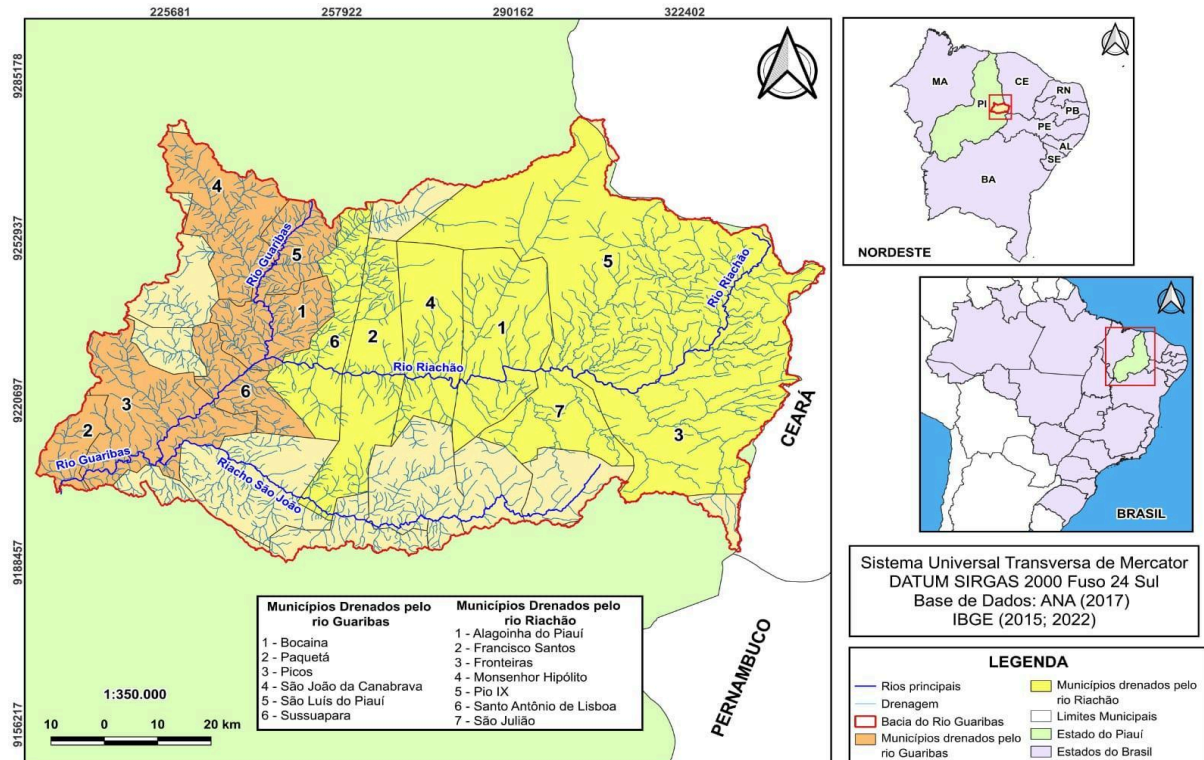 225681
257922
290162
322402
9285178
9252937
9220697
9188457
9156217
4
5
1
6
3
2
Rio Guaribas
Rio Guaribas
6
2
4
1
5
7
3
Rio Riachão
Rio Riachão
Riacho São João
CEARÁ
PERNAMBUCO
Municípios Drenados pelo
rio Guaribas
1 - Bocaina
2 - Paquetá
3 - Picos
4 - São João da Canabrava
5 - São Luís do Piauí
6 - Sussuapara
Municípios Drenados pelo
rio Riachão
1 - Alagoinha do Piauí
2 - Francisco Santos
3 - Fronteiras
4 - Monsenhor Hipólito
5 - Pio IX
6 - Santo Antônio de Lisboa
7 - São Julião
1:350.000
10 0 10 20 km
MA
PI
CE
RN
PB
PE
AL
SE
BA
NORDESTE
BRASIL
Sistema Universal Transversa de Mercator
DATUM SIRGAS 2000 Fuso 24 Sul
Base de Dados: ANA (2017)
IBGE (2015; 2022)
LEGENDA
Rios principais
Drenagem
Bacia do Rio Guaribas
Municípios drenados pelo
rio Guaribas
Municípios drenados pelo
rio Riachão
Limites Municipais
Estado do Piauí
Estados do Brasil